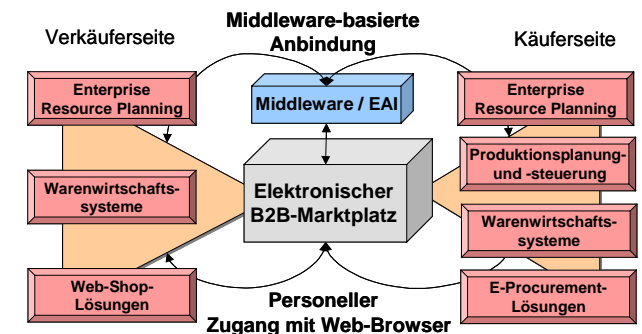 Verkäuferseite
Middleware-basierte
Anbindung
Käuferseite
Enterprise
Resource Planning
Middleware / EAI
Enterprise
Resource Planning
Warenwirtschafts-
systeme
Elektronischer
B2B-Marktplatz
Produktionsplanung-
und -steuerung
Warenwirtschafts-
systeme
Web-Shop-
Lösungen
Personeller
Zugang mit Web-Browser
E-Procurement-
Lösungen